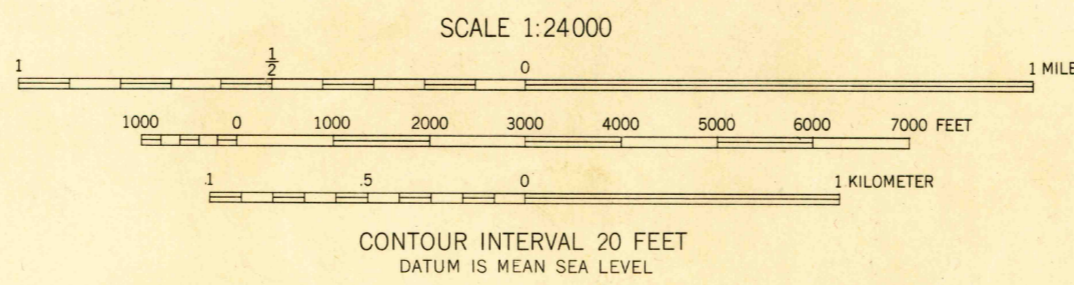 SCALE 1:24000
1 1/2 0 1 MILE
1000 0 1000 2000 3000 4000 5000 6000 7000 FEET
.1 .5 0 1 KILOMETER
CONTOUR INTERVAL 20 FEET
DATUM IS MEAN SEA LEVEL